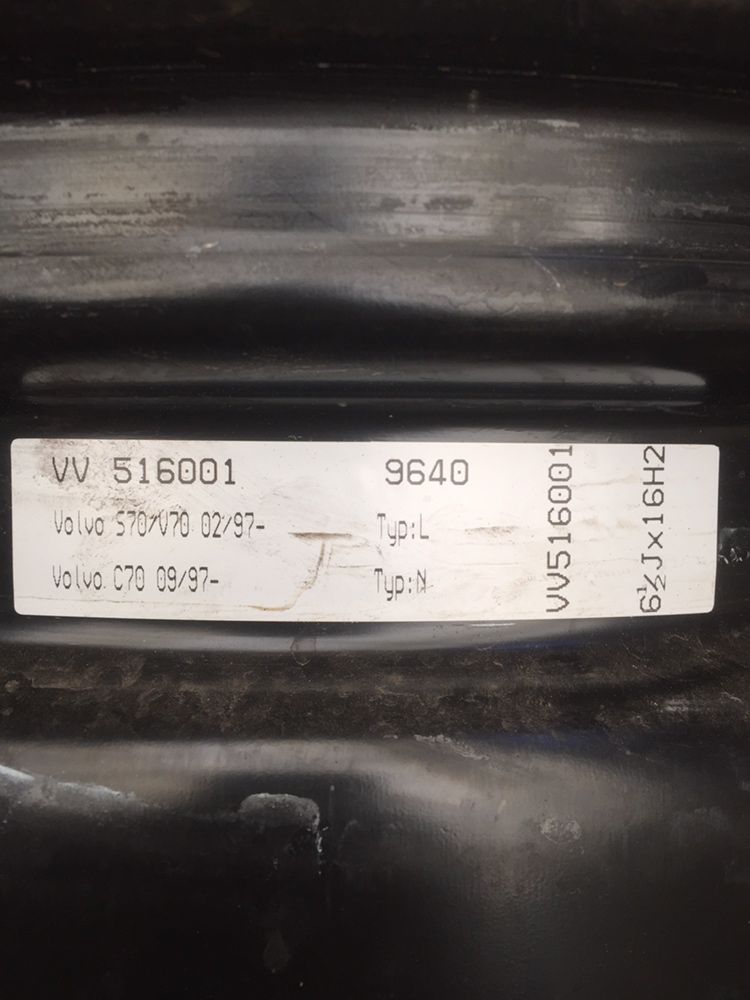 VV 516001 9640
Volvo S70/V70 02/97- Typ:L
Volvo C70 09/97- Typ:N
VV516001
6½Jx16H2